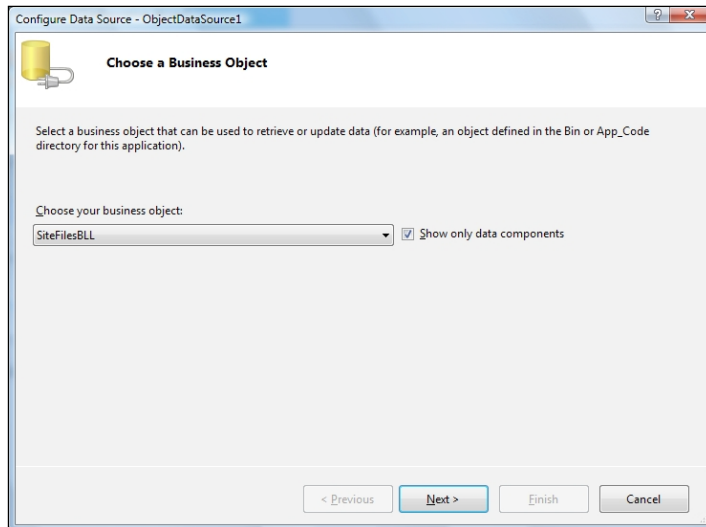 Configure Data Source - ObjectDataSource1
?
Choose a Business Object
Select a business object that can be used to retrieve or update data (for example, an object defined in the Bin or App_Code
directory for this application).
Choose your business object:
SiteFilesBLL
Show only data components
< Previous
Next >
Finish
Cancel